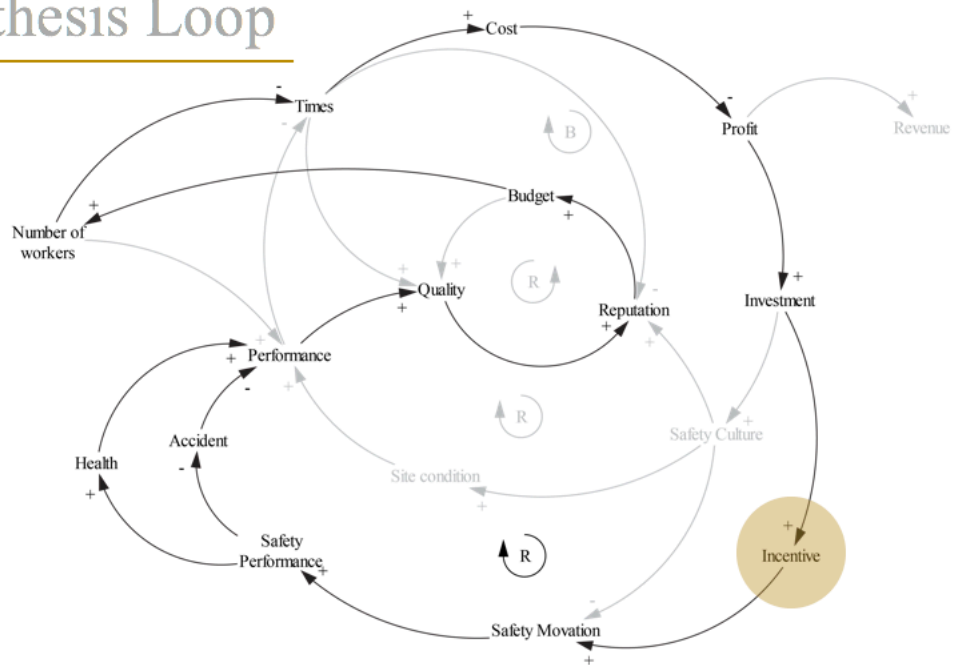 thesis Loop
+
Cost
-
Times
-
-
Profit
+
Revenue
B
Budget
+
+
Number of
workers
+
+
Quality
+
R
-
Reputation
+
+
+
Investment
+
Performance
+
+
-
R
Safety Culture
+
Accident
-
Health
+
Site condition
+
Safety
Performance
+
R
+
Incentive
-
Safety Movation
+